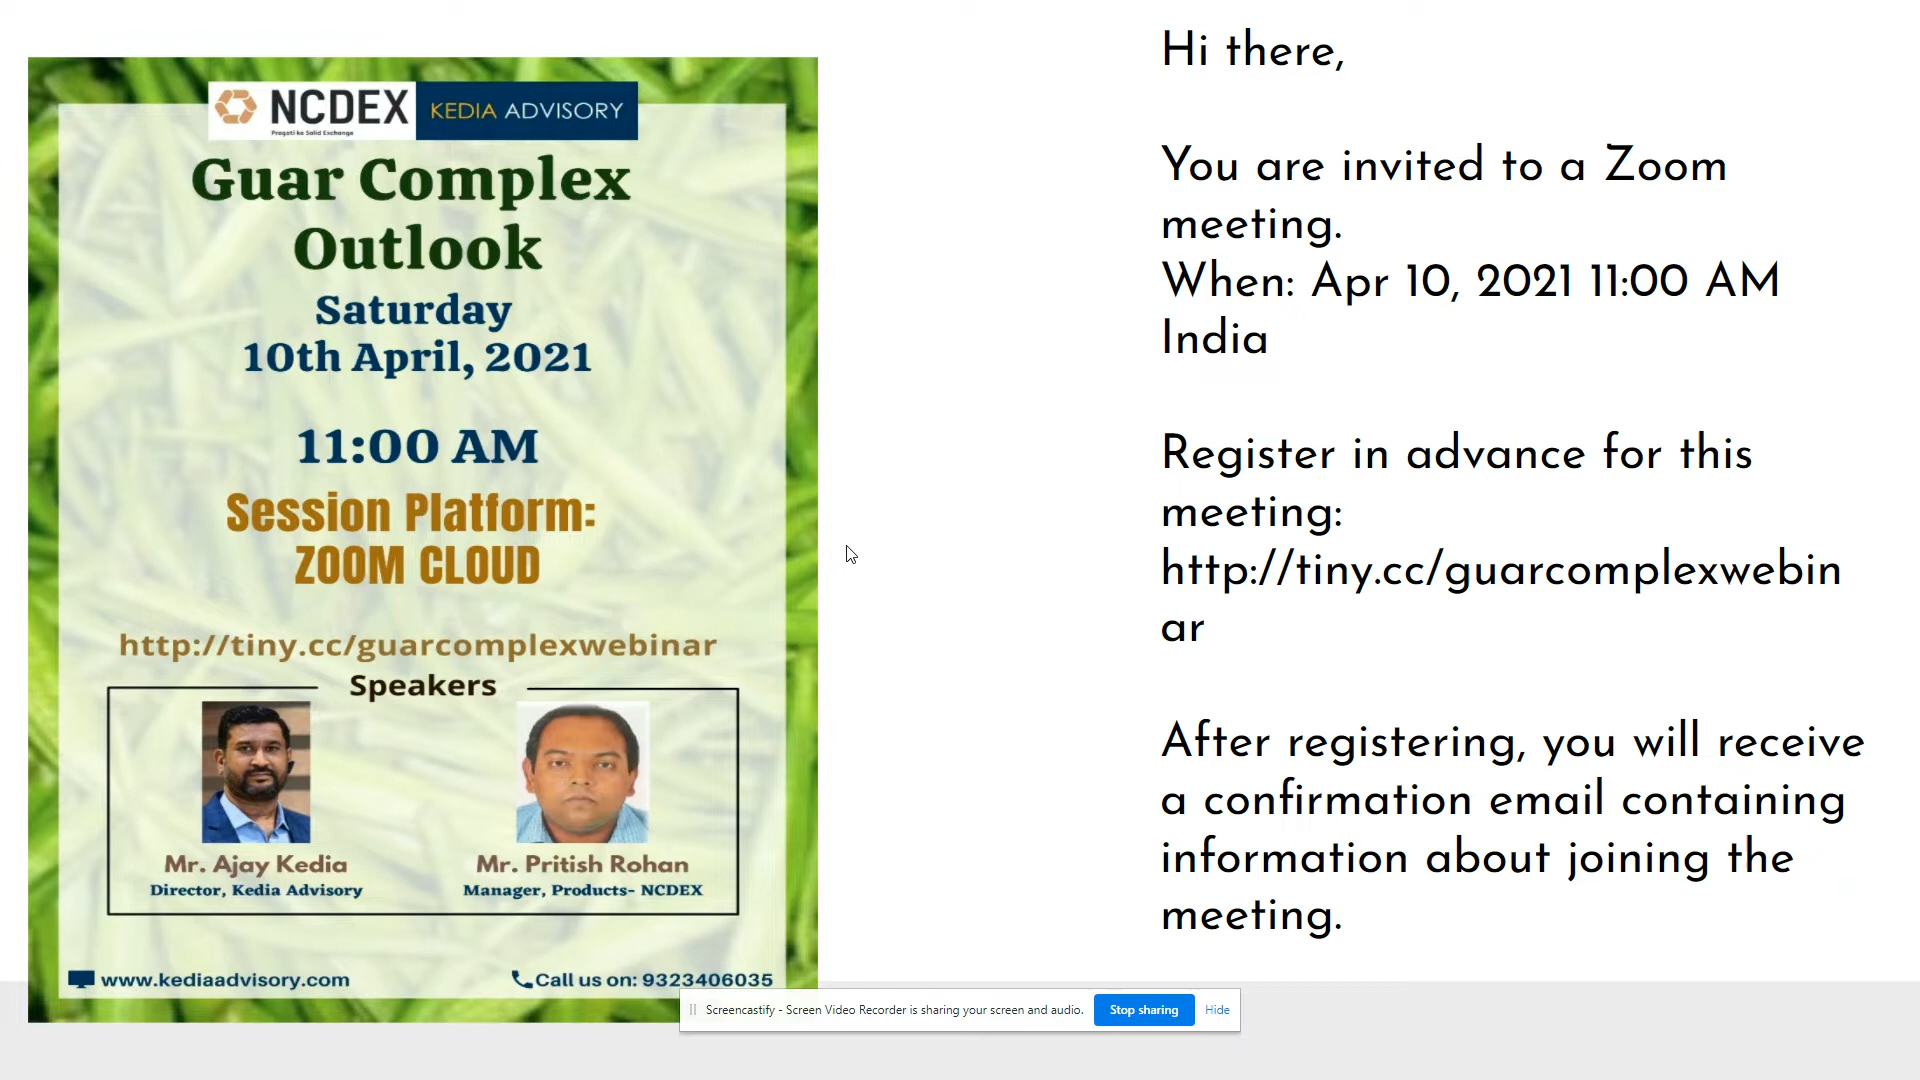 NCDEX
Pragati ka Solid Exchange
KEDIA ADVISORY
Guar Complex
Outlook
Saturday
10th April, 2021
11:00 AM
Session Platform:
ZOOM CLOUD
http://tiny.cc/guarcomplexwebinar
Speakers
Mr. Ajay Kedia
Director, Kedia Advisory
Mr. Pritish Rohan
Manager, Products- NCDEX
www.kediaadvisory.com
Call us on: 9323406035
Hi there,
You are invited to a Zoom
meeting.
When: Apr 10, 2021 11:00 AM
India
Register in advance for this
meeting:
http://tiny.cc/guarcomplexwebin
ar
After registering, you will receive
a confirmation email containing
information about joining the
meeting.
Screencastify - Screen Video Recorder is sharing your screen and audio.
Stop sharing
Hide